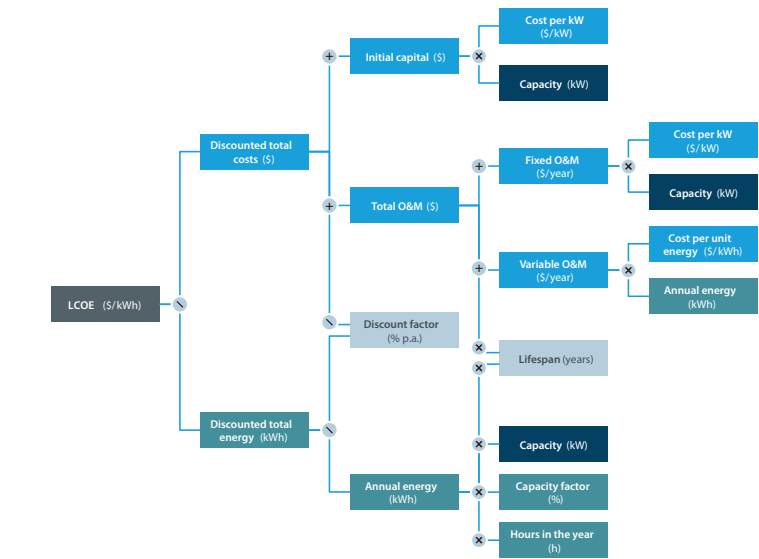 Cost per kW
($/kW)
Initial capital ($)
Capacity (kW)
Discounted total
costs ($)
Cost per kW
($/kW)
Fixed O&M
($/year)
Capacity (kW)
Total O&M ($)
Cost per unit
energy ($/kWh)
Variable O&M
($/year)
Annual energy
(kWh)
LCOE ($/kWh)
Discount factor
(% p.a.)
Lifespan (years)
Discounted total
energy (kWh)
Capacity (kW)
Annual energy
(kWh)
Capacity factor
(%)
Hours in the year
(h)